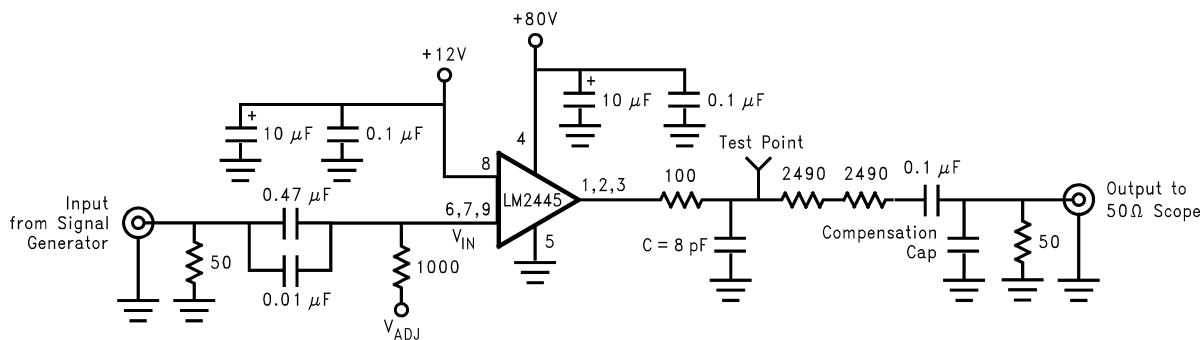 +80V
+12V
+
10 µF
0.1 µF
+
10 µF
0.1 µF
4
8
Test Point
0.47 µF
6,7,9
V_IN
LM2445
1,2,3
100
2490
2490
0.1 µF
Input
from Signal
Generator
Output to
50Ω Scope
50
0.01 µF
1000
V_ADJ
5
C = 8 pF
Compensation
Cap
50